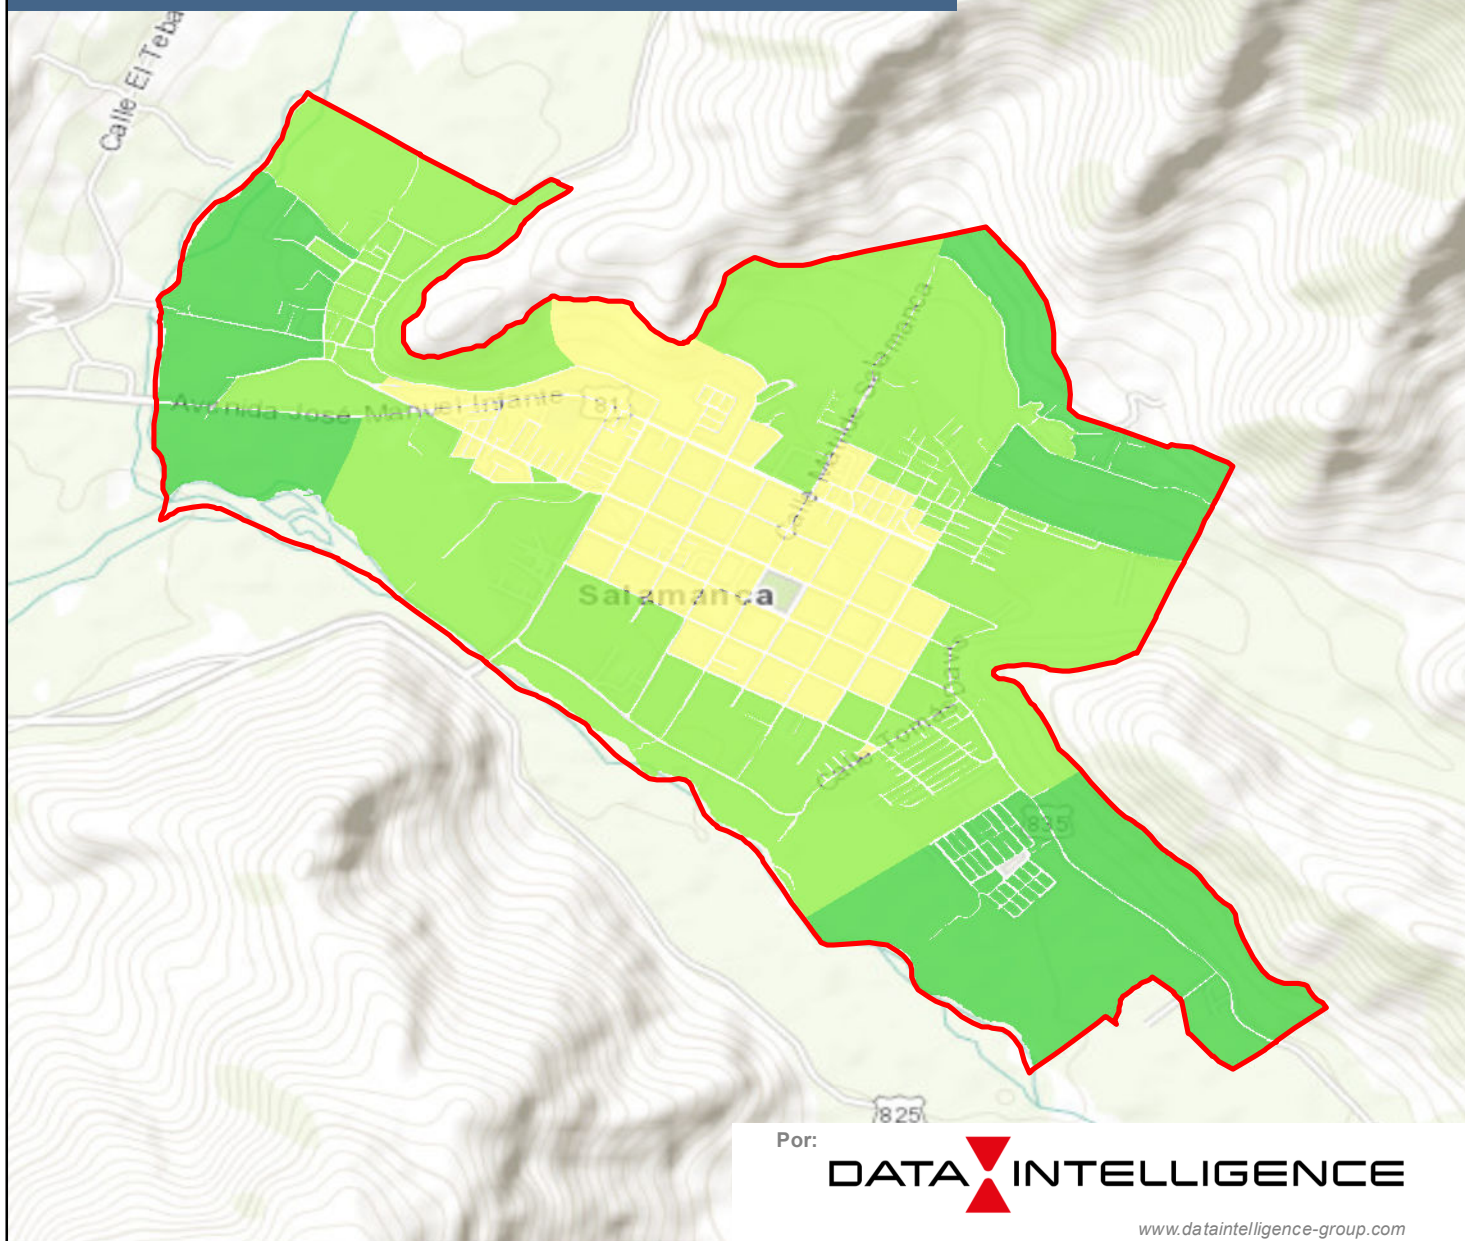 Calle El Teba
Calle Matilde Salamanca
Avenida José Manuel Infante
81
Salamanca
835
825
Por:
DATA INTELLIGENCE
www.dataintelligence-group.com